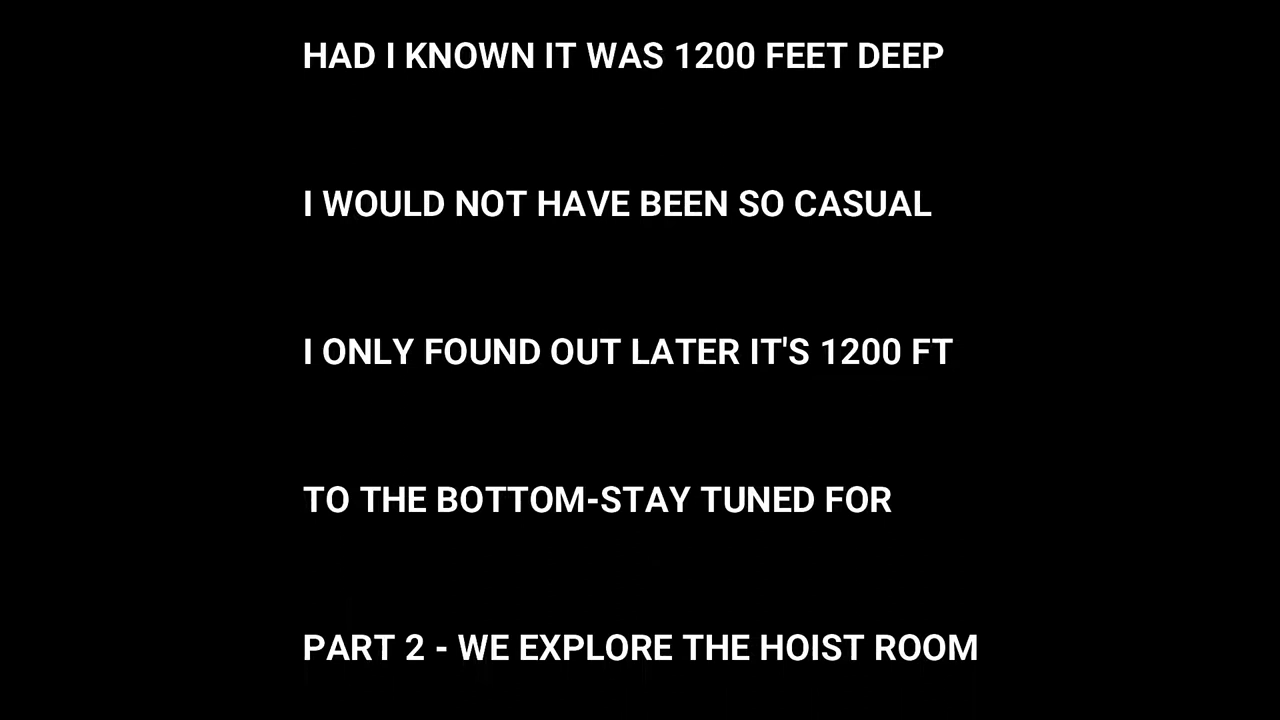 HAD I KNOWN IT WAS 1200 FEET DEEP
I WOULD NOT HAVE BEEN SO CASUAL
I ONLY FOUND OUT LATER IT'S 1200 FT
TO THE BOTTOM-STAY TUNED FOR
PART 2 - WE EXPLORE THE HOIST ROOM